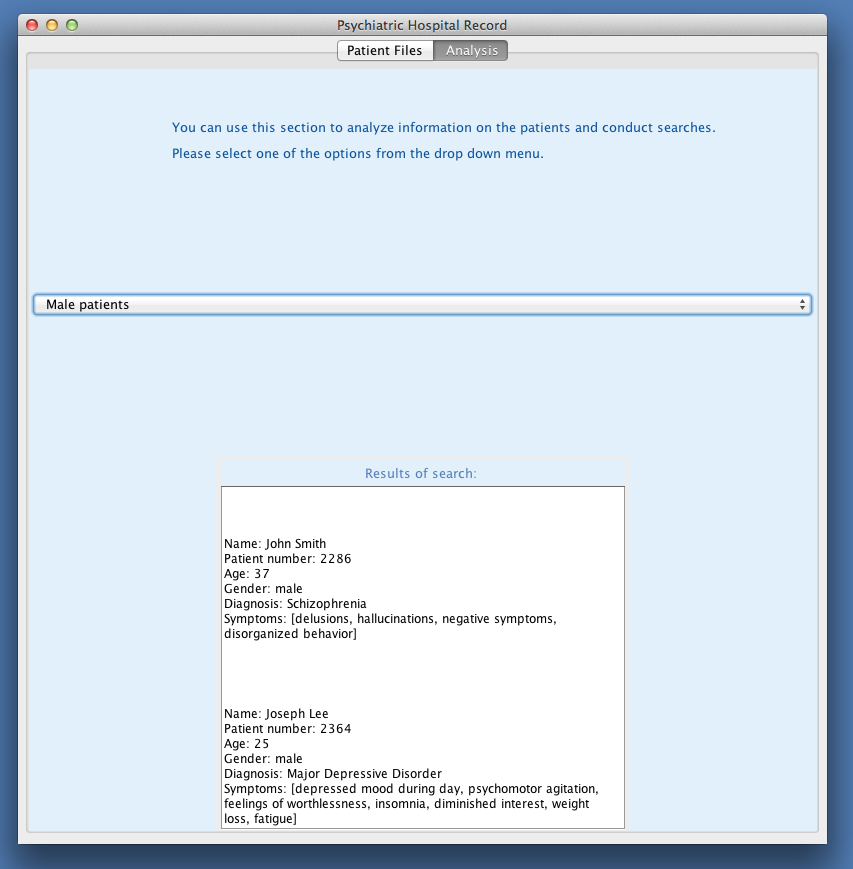 Psychiatric Hospital Record
Patient Files
Analysis
You can use this section to analyze information on the patients and conduct searches.
Please select one of the options from the drop down menu.
Male patients
Results of search:
Name: John Smith
Patient number: 2286
Age: 37
Gender: male
Diagnosis: Schizophrenia
Symptoms: [delusions, hallucinations, negative symptoms,
disorganized behavior]
Name: Joseph Lee
Patient number: 2364
Age: 25
Gender: male
Diagnosis: Major Depressive Disorder
Symptoms: [depressed mood during day, psychomotor agitation,
feelings of worthlessness, insomnia, diminished interest, weight
loss, fatigue]